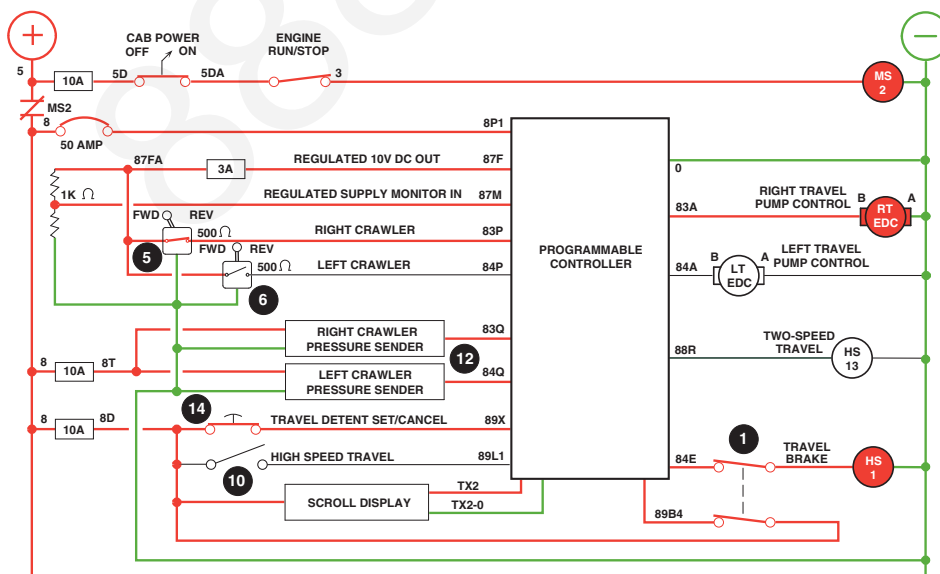 +
−
CAB POWER
OFF ON
ENGINE
RUN/STOP
5
10A
5D
5DA
3
MS
2
MS2
8
50 AMP
8P1
87FA
3A
REGULATED 10V DC OUT
87F
0
1K Ω
REGULATED SUPPLY MONITOR IN
87M
RIGHT TRAVEL
PUMP CONTROL
83A
B
RT
EDC
A
FWD REV
500 Ω
RIGHT CRAWLER
83P
5
FWD REV
500 Ω
LEFT CRAWLER
84P
6
PROGRAMMABLE
CONTROLLER
LEFT TRAVEL
PUMP CONTROL
84A
B
LT
EDC
A
RIGHT CRAWLER
PRESSURE SENDER
83Q
12
TWO-SPEED
TRAVEL
88R
HS
13
8
10A
8T
LEFT CRAWLER
PRESSURE SENDER
84Q
8
10A
8D
14
TRAVEL DETENT SET/CANCEL
89X
10
HIGH SPEED TRAVEL
89L1
1
84E
TRAVEL
BRAKE
HS
1
SCROLL DISPLAY
TX2
TX2-0
89B4